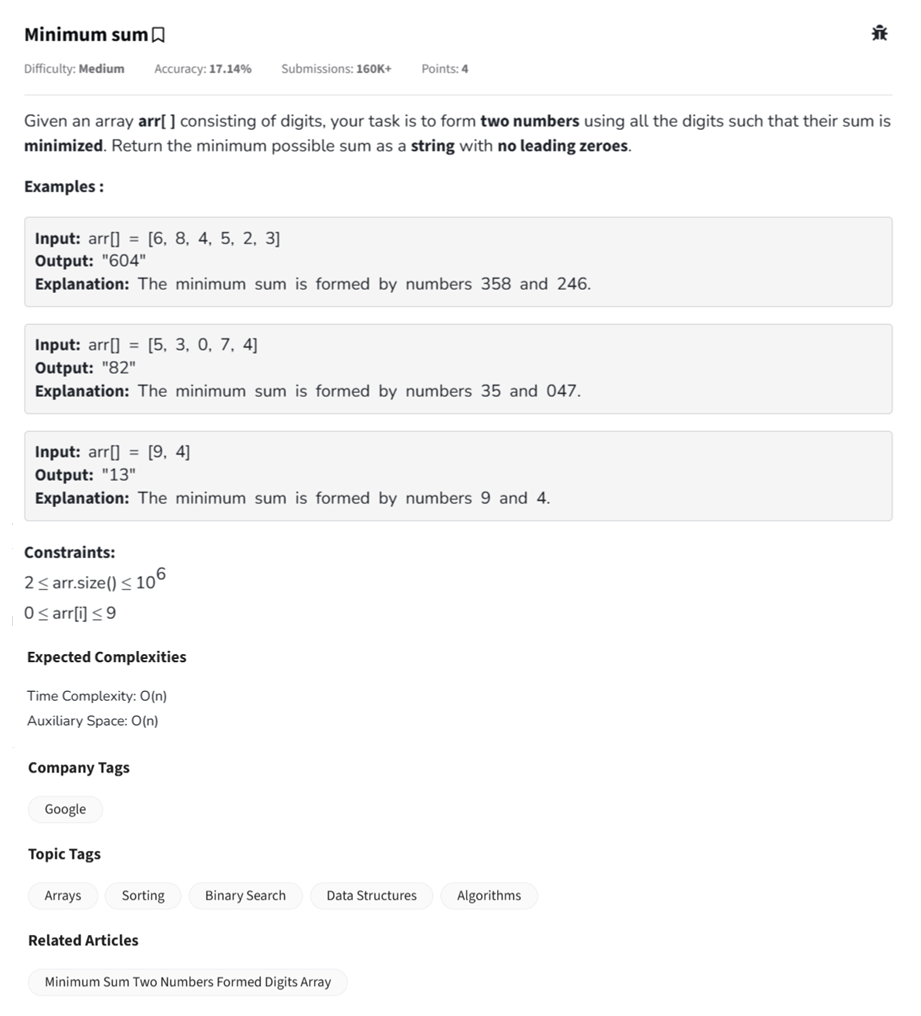 Minimum sum
Difficulty: Medium Accuracy: 17.14% Submissions: 160K+ Points: 4
Given an array arr[ ] consisting of digits, your task is to form two numbers using all the digits such that their sum is
minimized. Return the minimum possible sum as a string with no leading zeroes.
Examples :
Input: arr[] = [6, 8, 4, 5, 2, 3]
Output: "604"
Explanation: The minimum sum is formed by numbers 358 and 246.
Input: arr[] = [5, 3, 0, 7, 4]
Output: "82"
Explanation: The minimum sum is formed by numbers 35 and 047.
Input: arr[] = [9, 4]
Output: "13"
Explanation: The minimum sum is formed by numbers 9 and 4.
Constraints:
2 ≤ arr.size() ≤ 10⁶
0 ≤ arr[i] ≤ 9
Expected Complexities
Time Complexity: O(n)
Auxiliary Space: O(n)
Company Tags
Google
Topic Tags
Arrays Sorting Binary Search Data Structures Algorithms
Related Articles
Minimum Sum Two Numbers Formed Digits Array